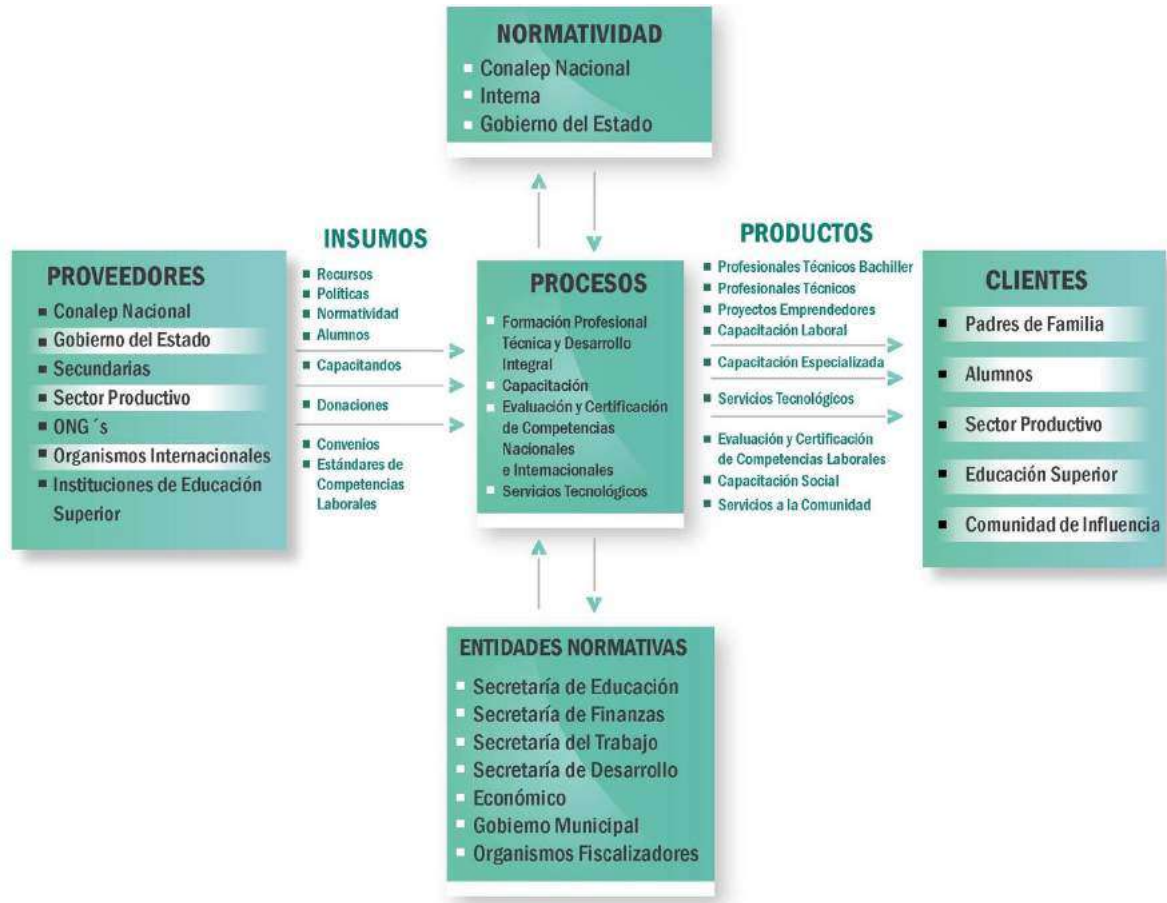 NORMATIVIDAD
Conalep Nacional
Interna
Gobierno del Estado
PROVEEDORES
Conalep Nacional
Gobierno del Estado
Secundarias
Sector Productivo
ONG´s
Organismos Internacionales
Instituciones de Educación
Superior
INSUMOS
Recursos
Políticas
Normatividad
Alumnos
Capacitandos
Donaciones
Convenios
Estándares de
Competencias
Laborales
PROCESOS
Formación Profesional
Técnica y Desarrollo
Integral
Capacitación
Evaluación y Certificación
de Competencias
Nacionales
e Internacionales
Servicios Tecnológicos
PRODUCTOS
Profesionales Técnicos Bachiller
Profesionales Técnicos
Proyectos Emprendedores
Capacitación Laboral
Capacitación Especializada
Servicios Tecnológicos
Evaluación y Certificación
de Competencias Laborales
Capacitación Social
Servicios a la Comunidad
CLIENTES
Padres de Familia
Alumnos
Sector Productivo
Educación Superior
Comunidad de Influencia
ENTIDADES NORMATIVAS
Secretaría de Educación
Secretaría de Finanzas
Secretaría del Trabajo
Secretaría de Desarrollo
Económico
Gobierno Municipal
Organismos Fiscalizadores